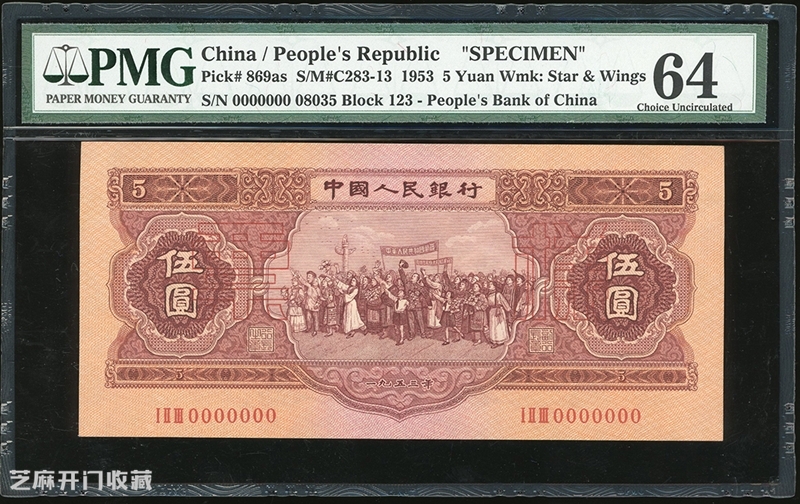 PMG
PAPER MONEY GUARANTY
China / People's Republic "SPECIMEN"
Pick# 869as S/M#C283-13 1953 5 Yuan Wmk: Star & Wings
S/N 0000000 08035 Block 123 - People's Bank of China
64
Choice Uncirculated
5 中國人民銀行 5
伍圓 伍圓
5 一九五三年 5
I II III 0000000 I II III 0000000
芝麻开门收藏